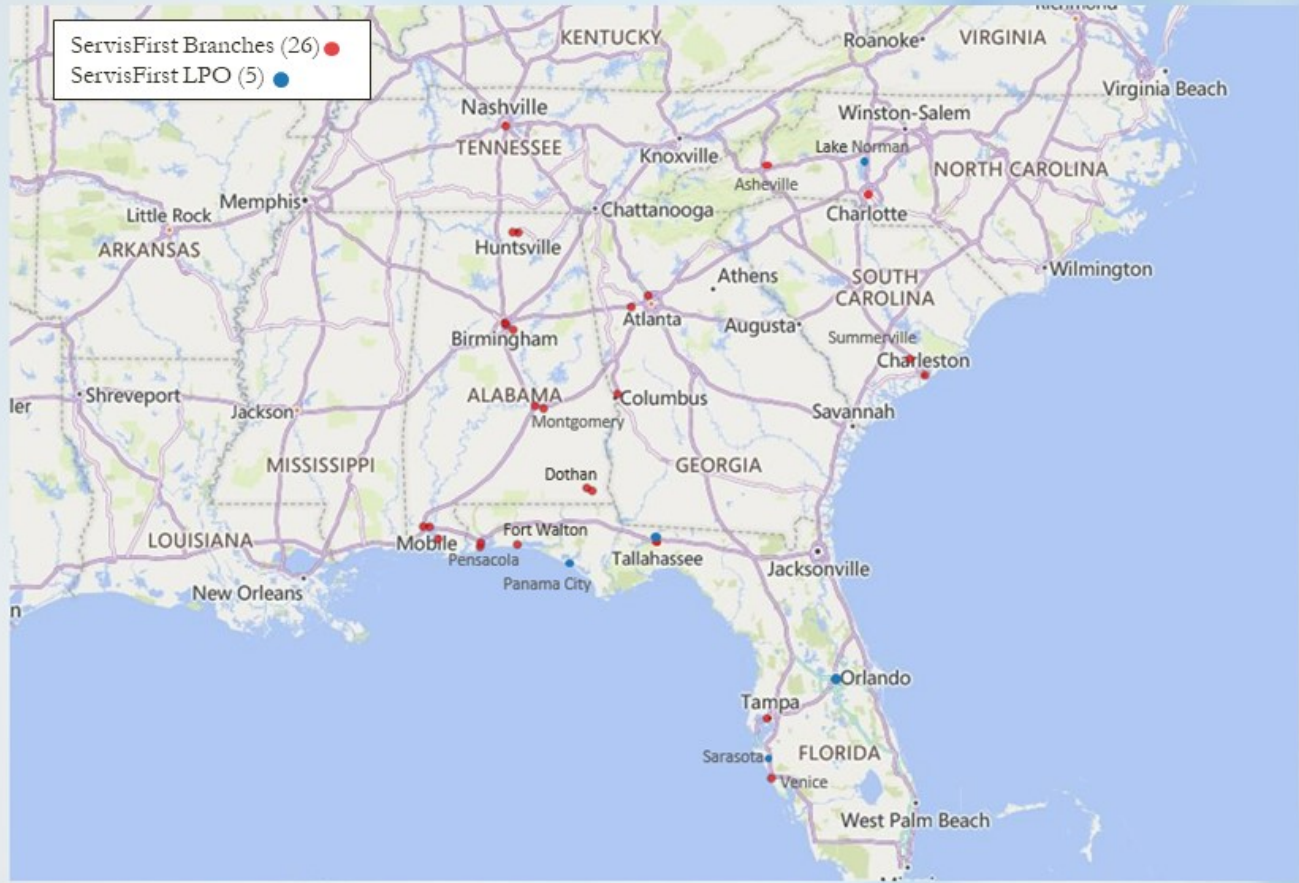 ServisFirst Branches (26)
ServisFirst LPO (5)
KENTUCKY
Roanoke
VIRGINIA
Richmond
Virginia Beach
Nashville
TENNESSEE
Knoxville
Winston-Salem
Lake Norman
NORTH CAROLINA
Asheville
Charlotte
Memphis
Little Rock
ARKANSAS
Chattanooga
Huntsville
Wilmington
Athens
SOUTH
CAROLINA
Atlanta
Augusta
Birmingham
Summerville
Charleston
Shreveport
ler
Jackson
ALABAMA
Columbus
Montgomery
Savannah
MISSISSIPPI
Dothan
GEORGIA
LOUISIANA
Mobile
Fort Walton
Pensacola
Panama City
Tallahassee
Jacksonville
New Orleans
n
Orlando
Tampa
Sarasota
FLORIDA
Venice
West Palm Beach